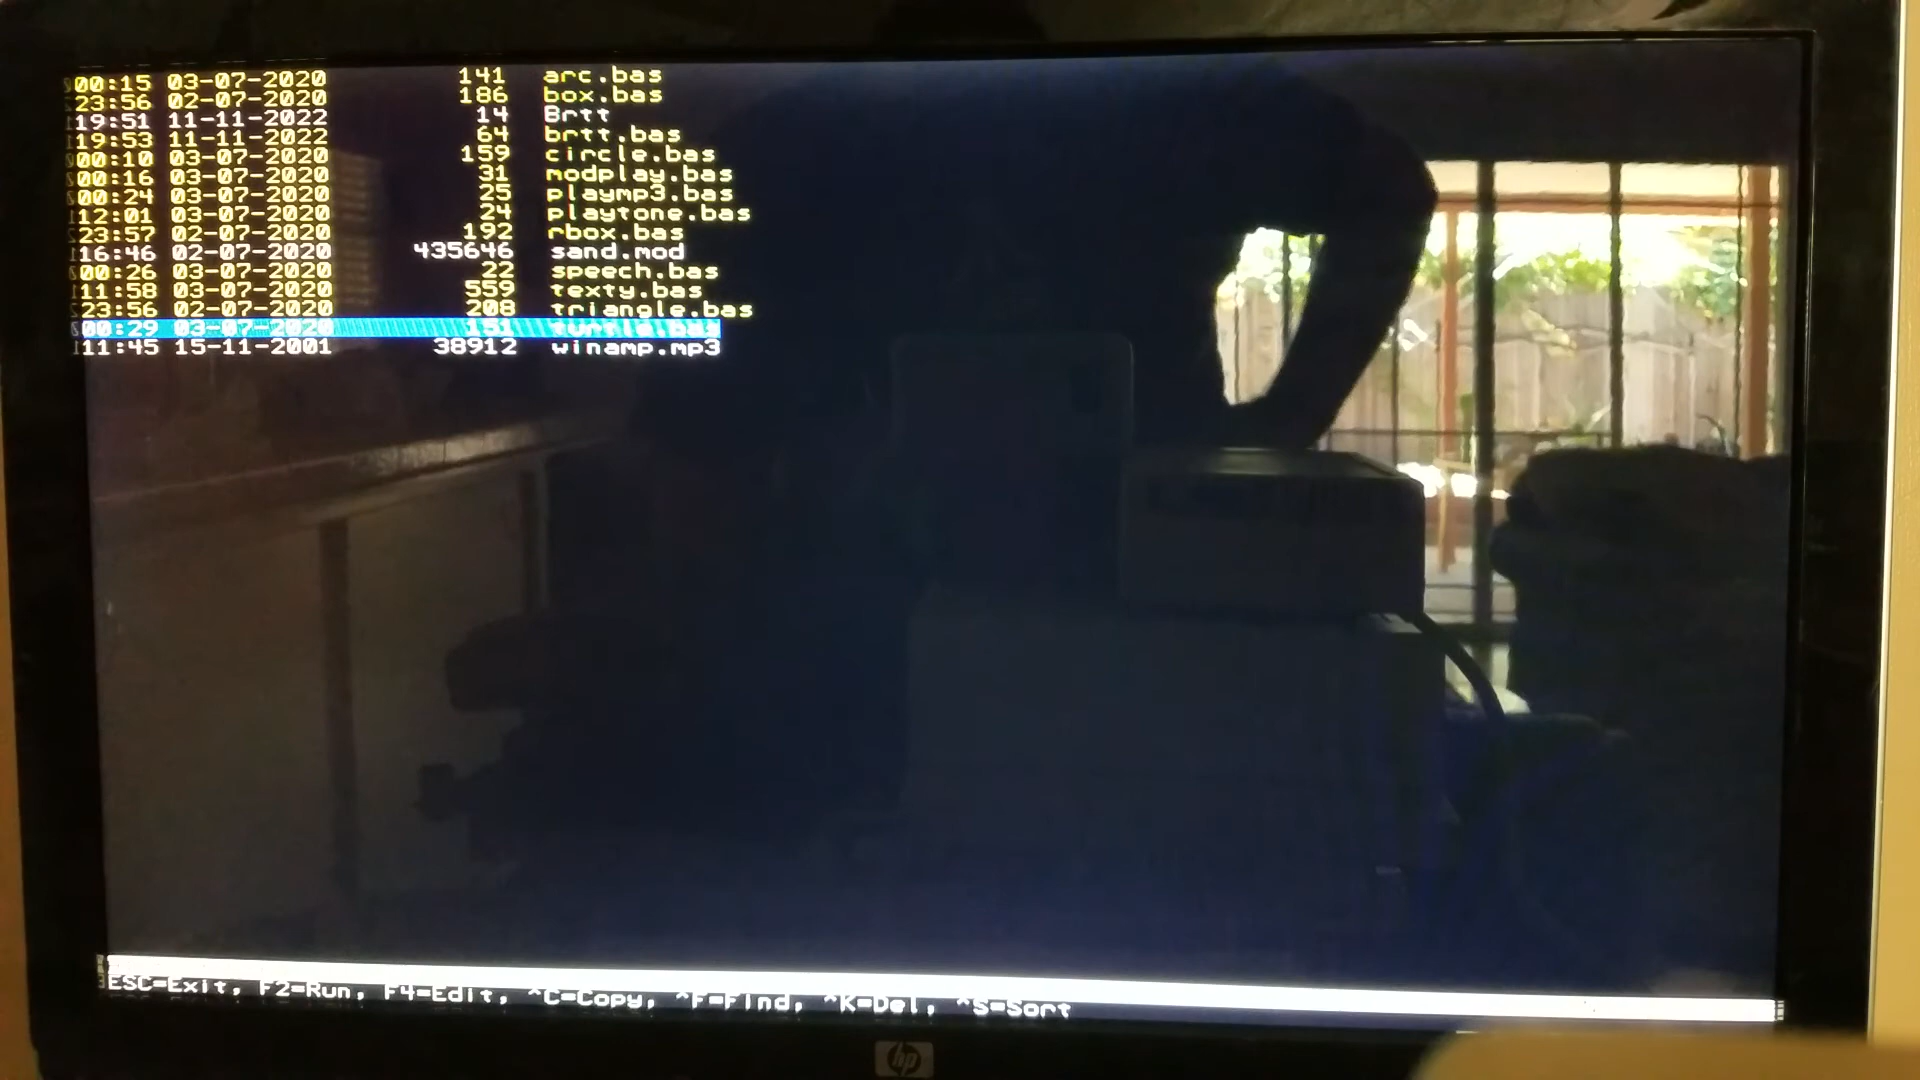 00:15 03-07-2020 141 arc.bas
23:56 02-07-2020 186 box.bas
19:51 11-11-2022 14 Brtt
19:53 11-11-2022 64 brtt.bas
00:10 03-07-2020 159 circle.bas
00:16 03-07-2020 31 modplay.bas
00:24 03-07-2020 25 playmp3.bas
12:01 03-07-2020 24 playtone.bas
23:57 02-07-2020 192 rbox.bas
16:46 02-07-2020 435646 sand.mod
00:26 03-07-2020 22 speech.bas
11:58 03-07-2020 559 texty.bas
23:56 02-07-2020 208 triangle.bas
00:29 03-07-2020 151 turtle.bas
11:45 15-11-2001 38912 winamp.mp3
ESC=Exit, F2=Run, F4=Edit, ^C=Copy, ^F=Find, ^K=Del, ^S=Sort
hp